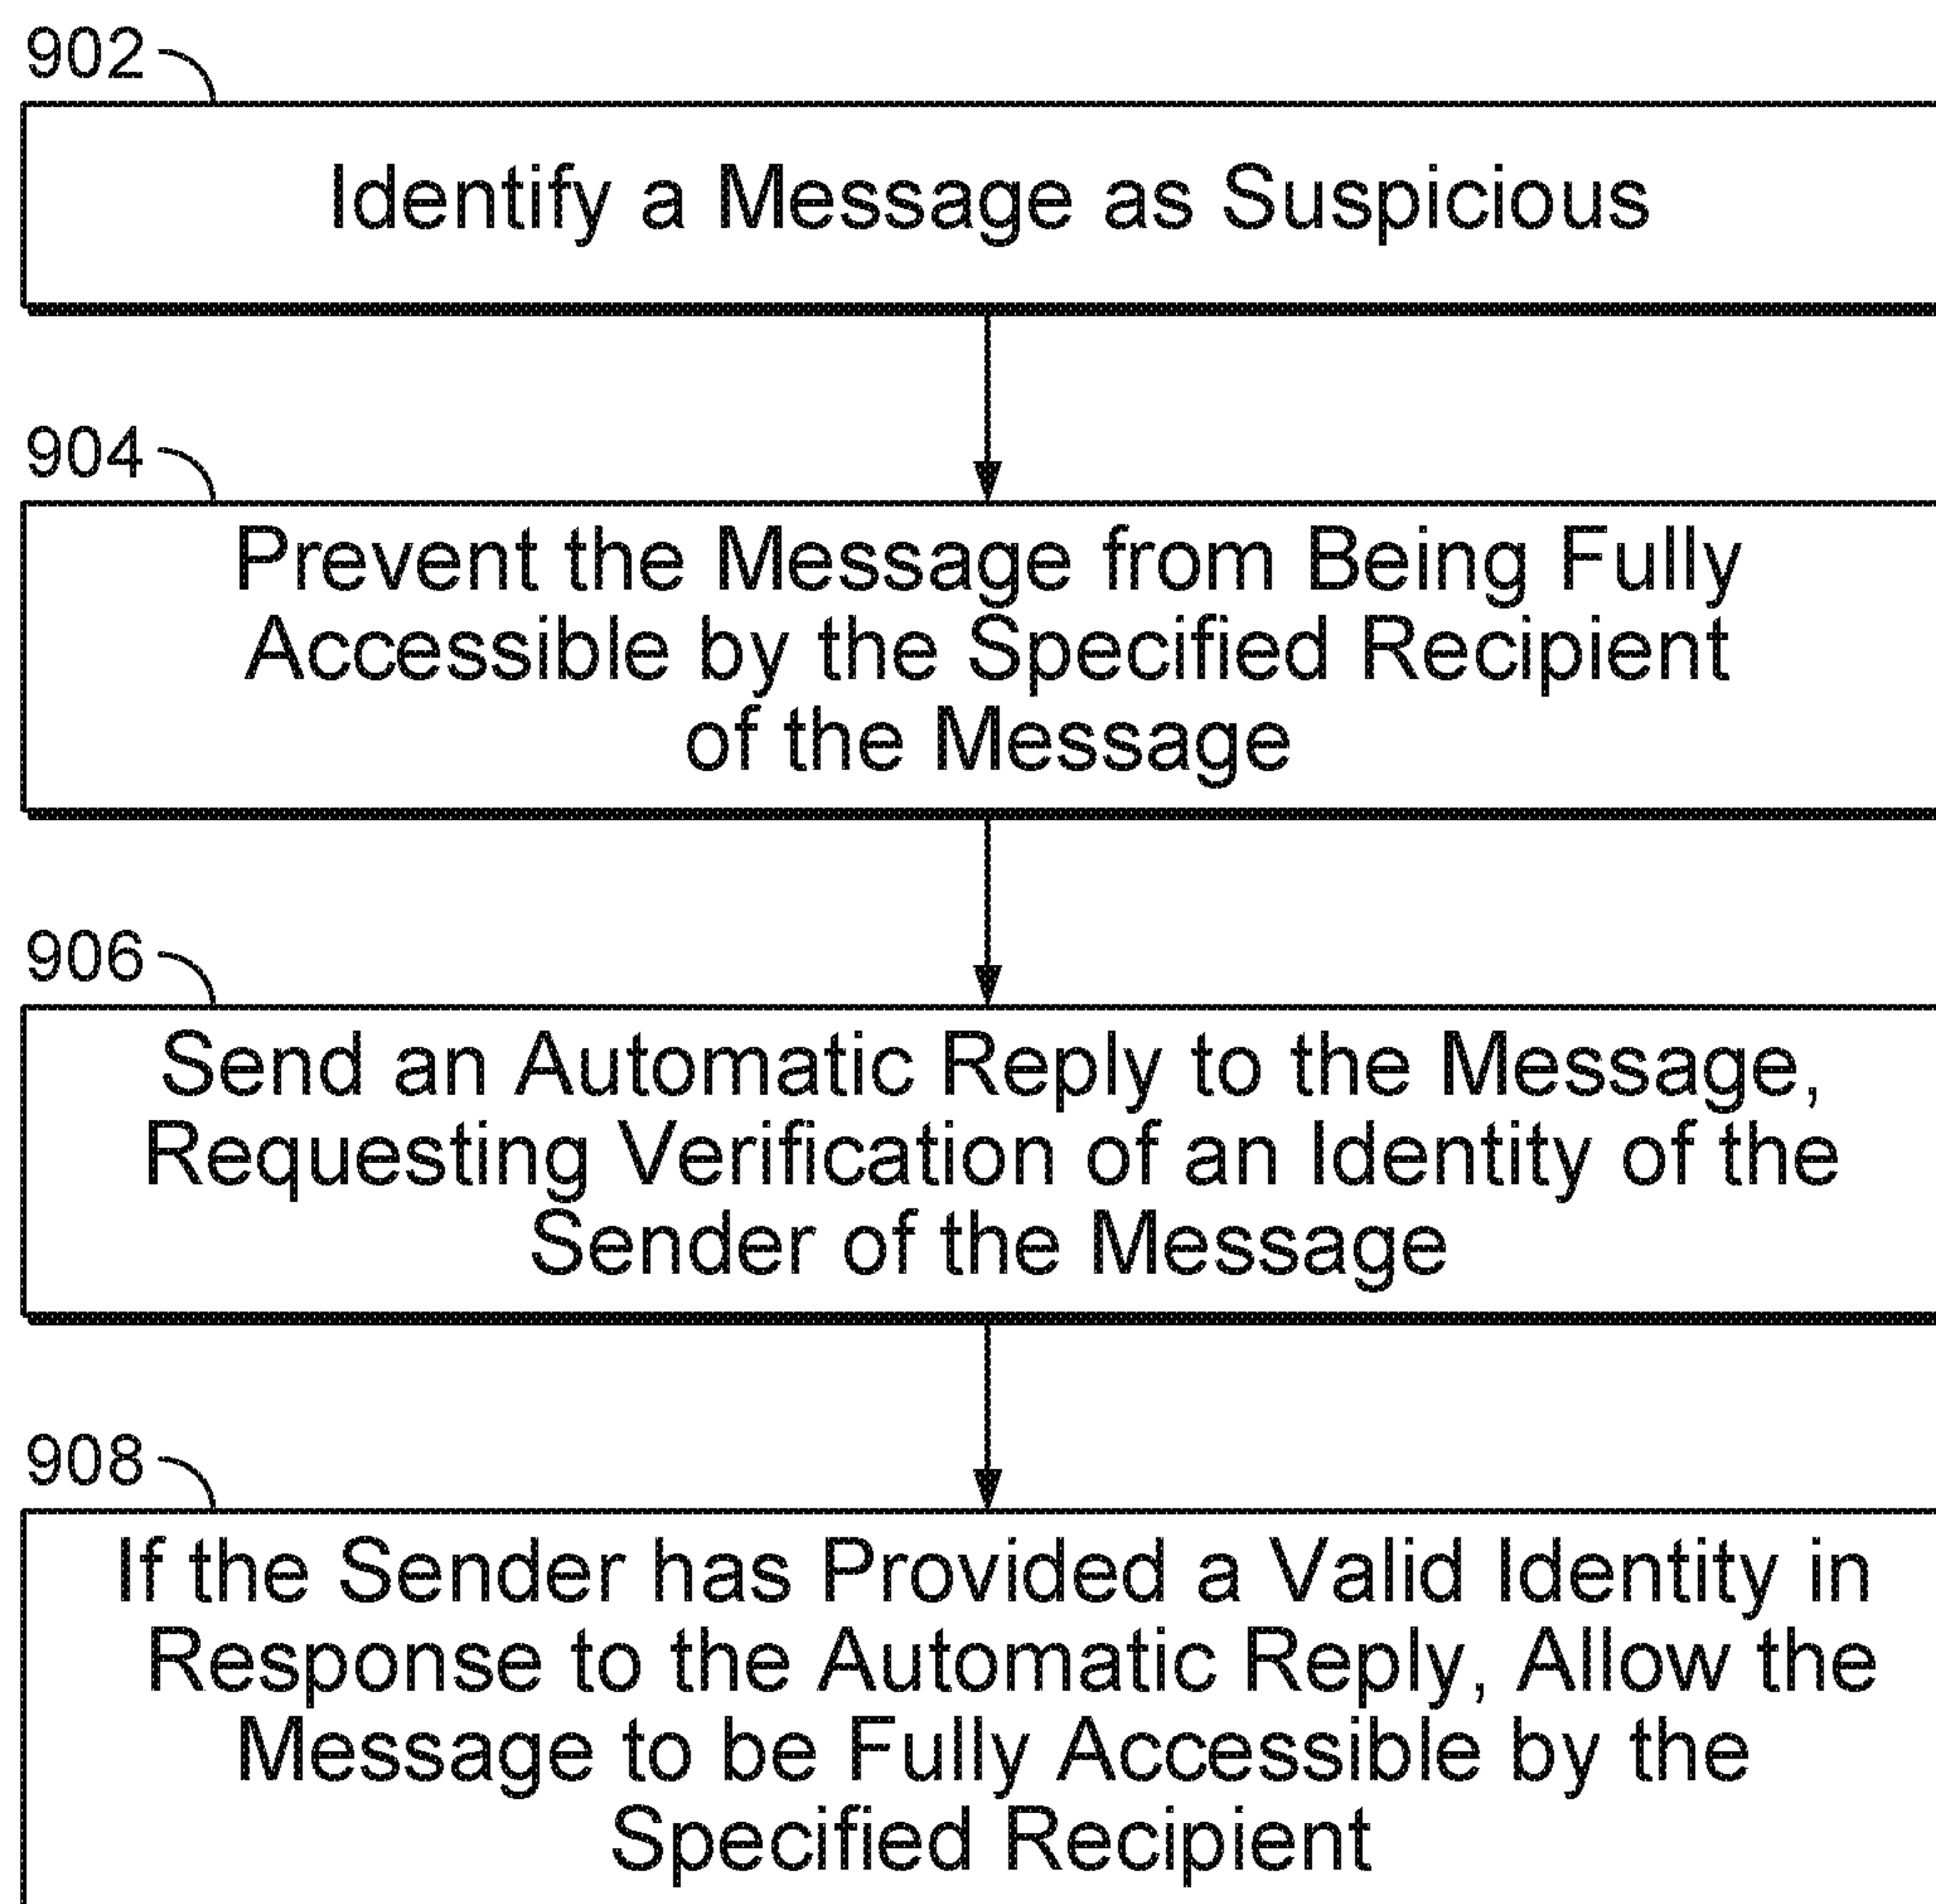 902
Identify a Message as Suspicious
904
Prevent the Message from Being Fully
Accessible by the Specified Recipient
of the Message
906
Send an Automatic Reply to the Message,
Requesting Verification of an Identity of the
Sender of the Message
908
If the Sender has Provided a Valid Identity in
Response to the Automatic Reply, Allow the
Message to be Fully Accessible by the
Specified Recipient